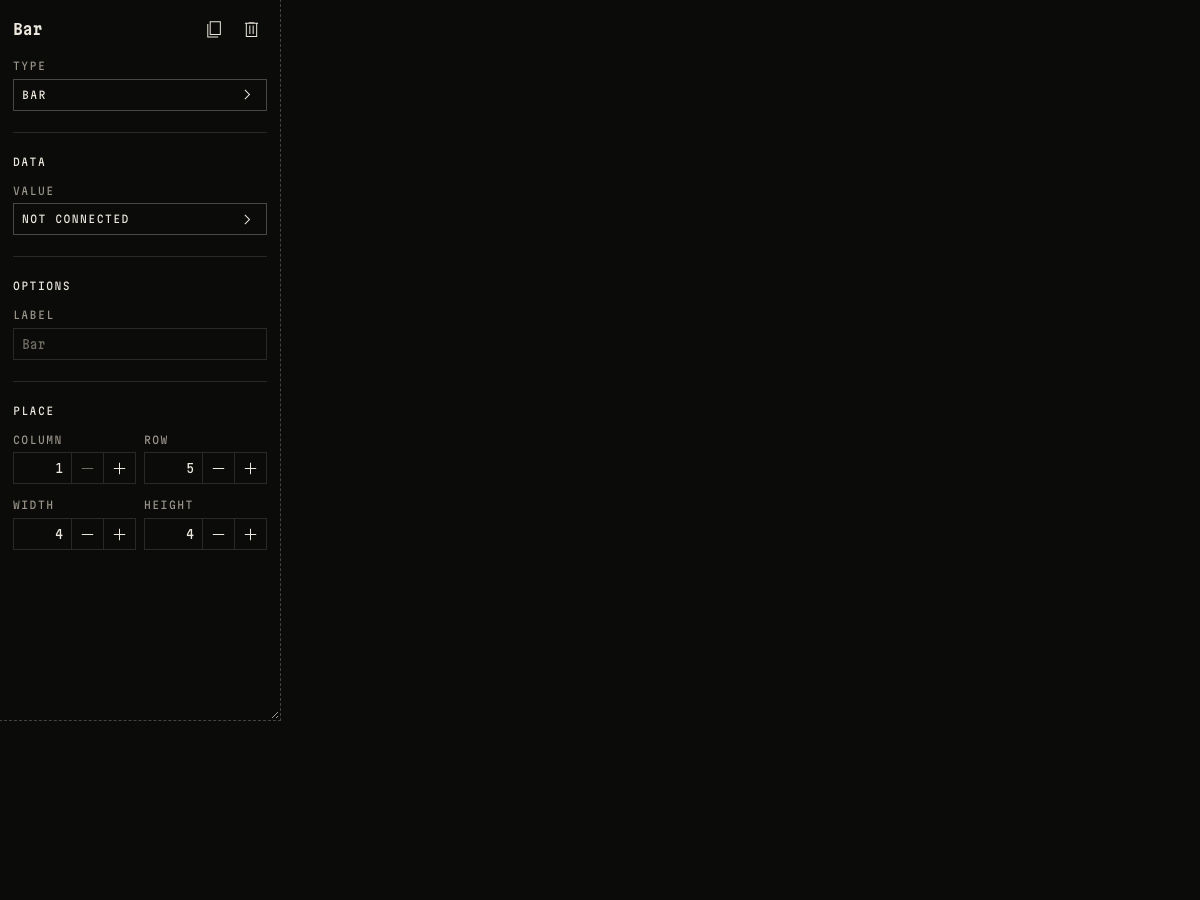 Bar
TYPE
BAR
DATA
VALUE
NOT CONNECTED
OPTIONS
LABEL
Bar
PLACE
COLUMN ROW
1 5
WIDTH HEIGHT
4 4